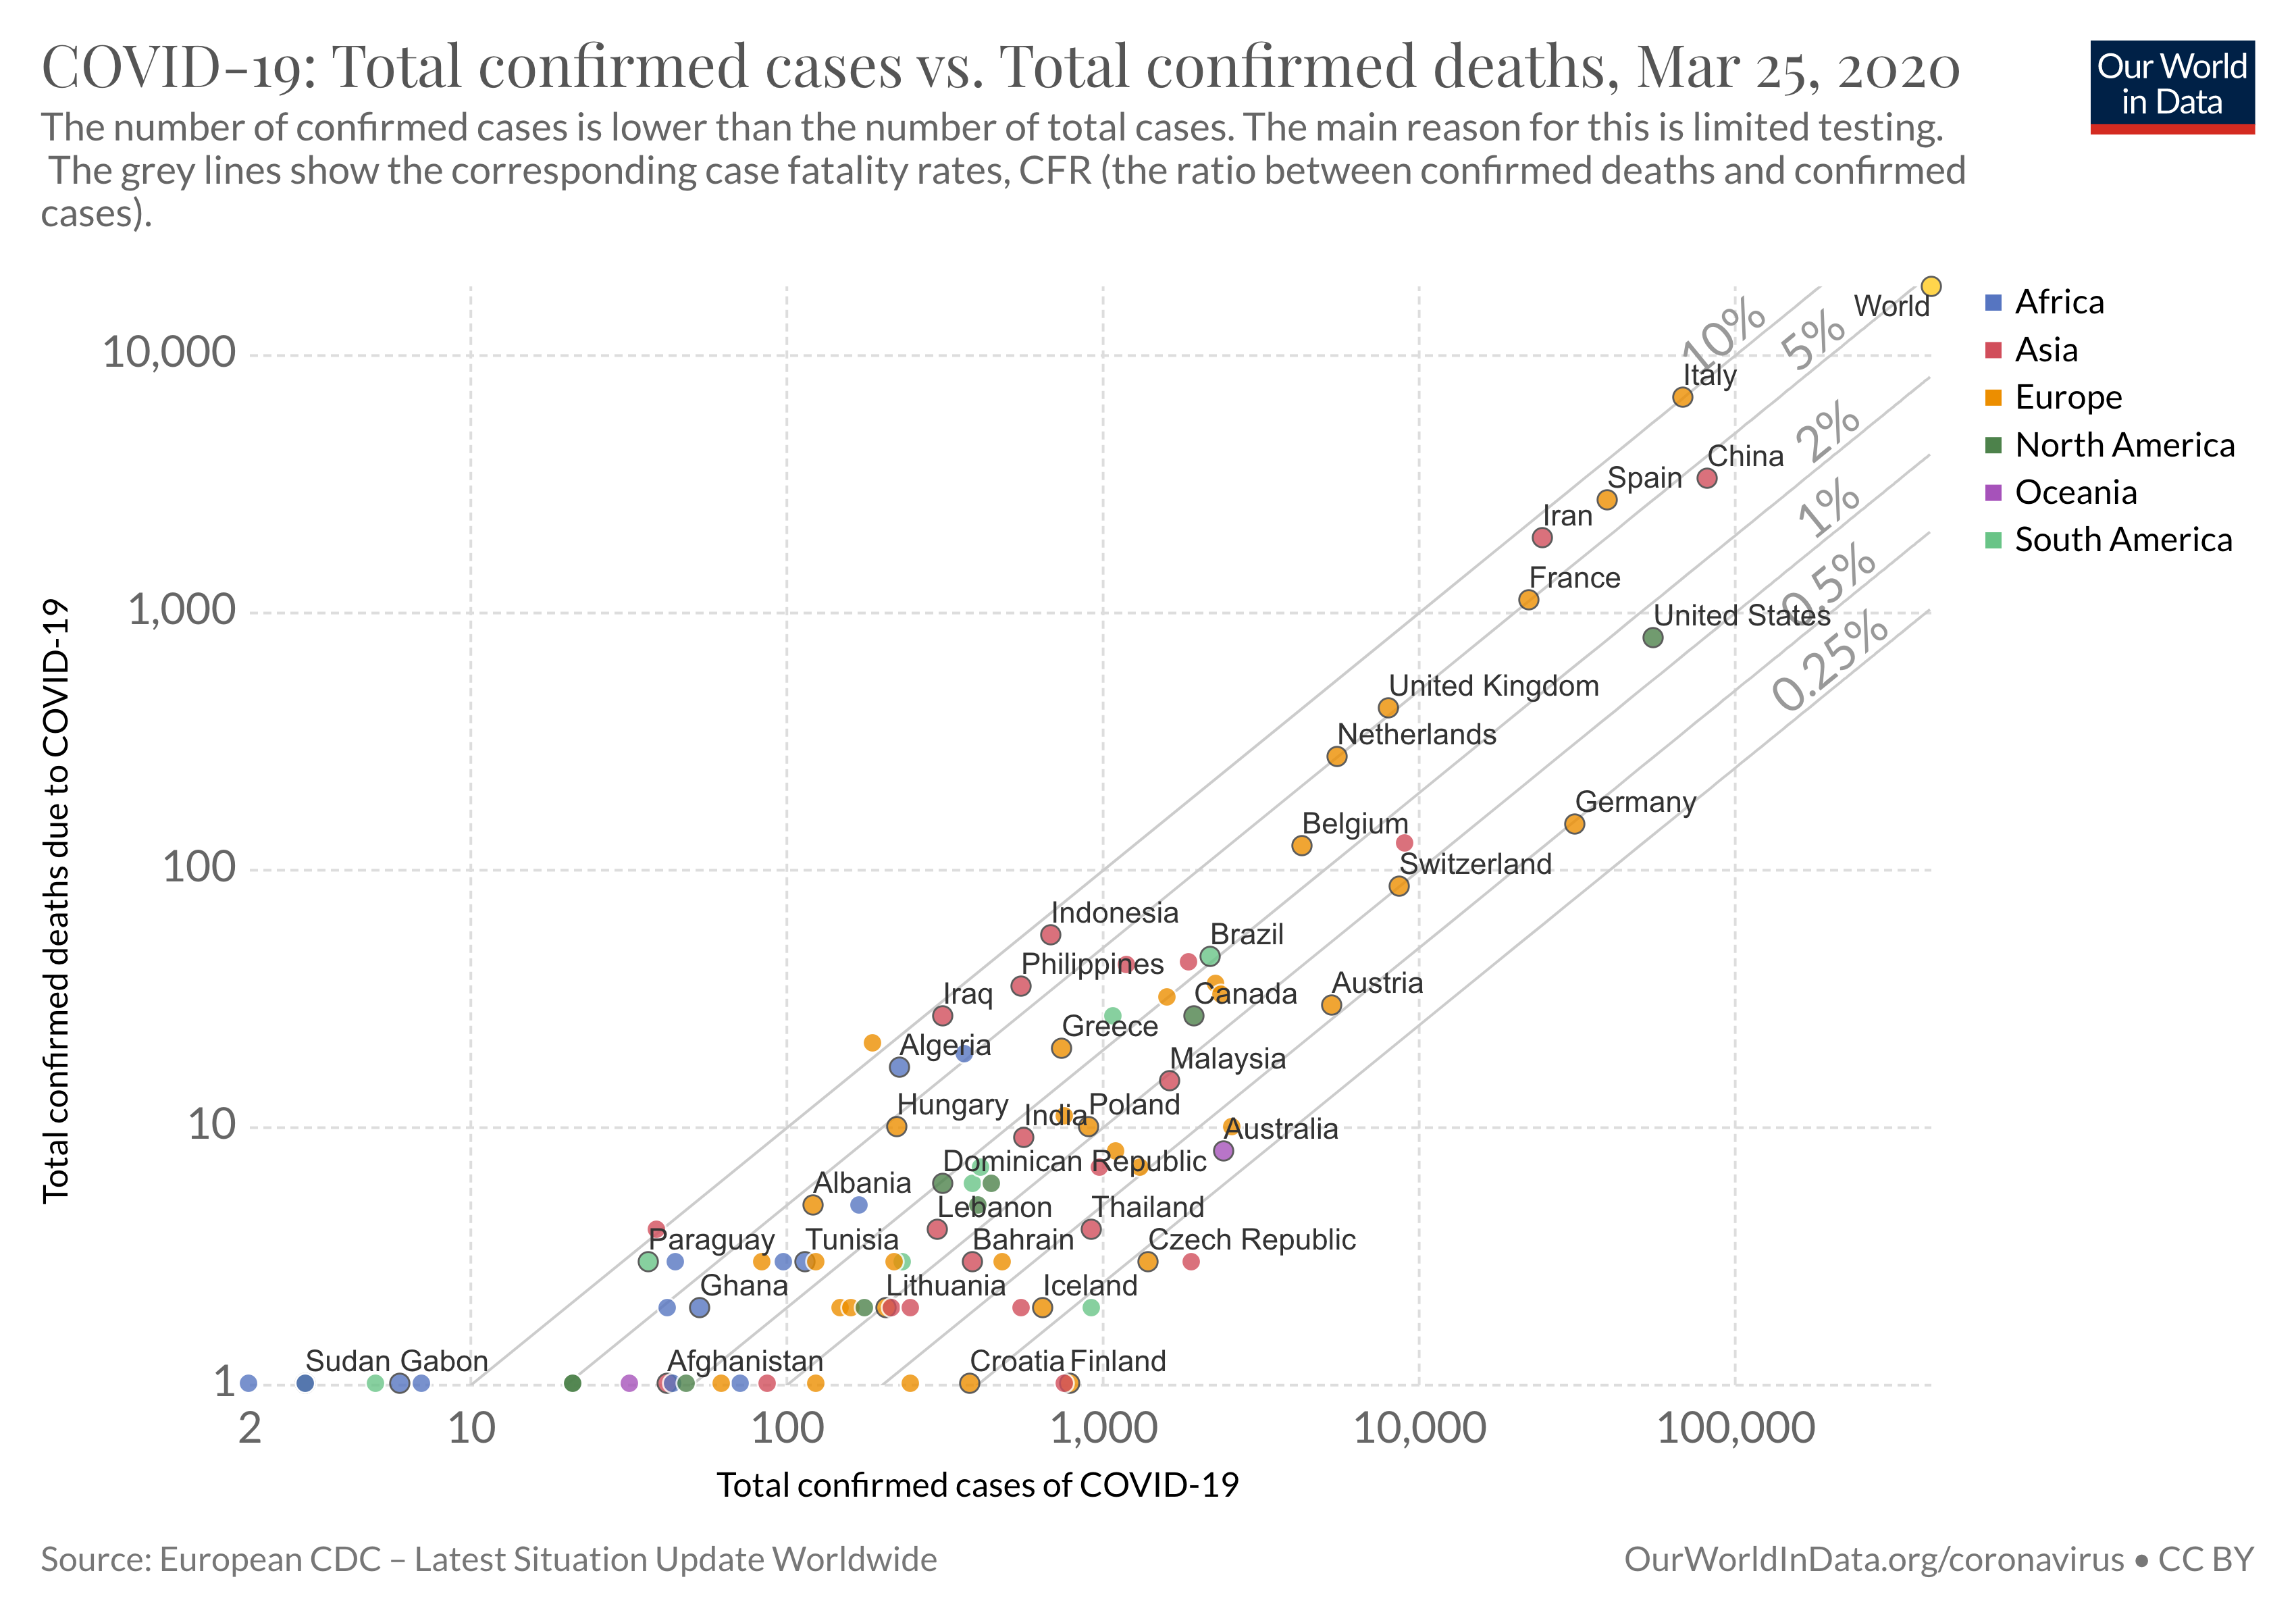 COVID-19: Total confirmed cases vs. Total confirmed deaths, Mar 25, 2020
Our World
in Data
The number of confirmed cases is lower than the number of total cases. The main reason for this is limited testing.
The grey lines show the corresponding case fatality rates, CFR (the ratio between confirmed deaths and confirmed
cases).
Africa
Asia
Europe
North America
Oceania
South America
10%
5%
2%
1%
0.5%
0.25%
World
Italy
China
Spain
Iran
France
United States
United Kingdom
Netherlands
Germany
Belgium
Switzerland
Indonesia
Brazil
Philippines
Iraq
Canada
Austria
Greece
Algeria
Malaysia
Hungary
India
Poland
Australia
Dominican Republic
Albania
Lebanon
Thailand
Paraguay
Tunisia
Bahrain
Czech Republic
Ghana
Lithuania
Iceland
Sudan
Gabon
Afghanistan
Croatia
Finland
10,000
1,000
100
10
1
Total confirmed deaths due to COVID-19
2
10
100
1,000
10,000
100,000
Total confirmed cases of COVID-19
Source: European CDC – Latest Situation Update Worldwide
OurWorldInData.org/coronavirus • CC BY